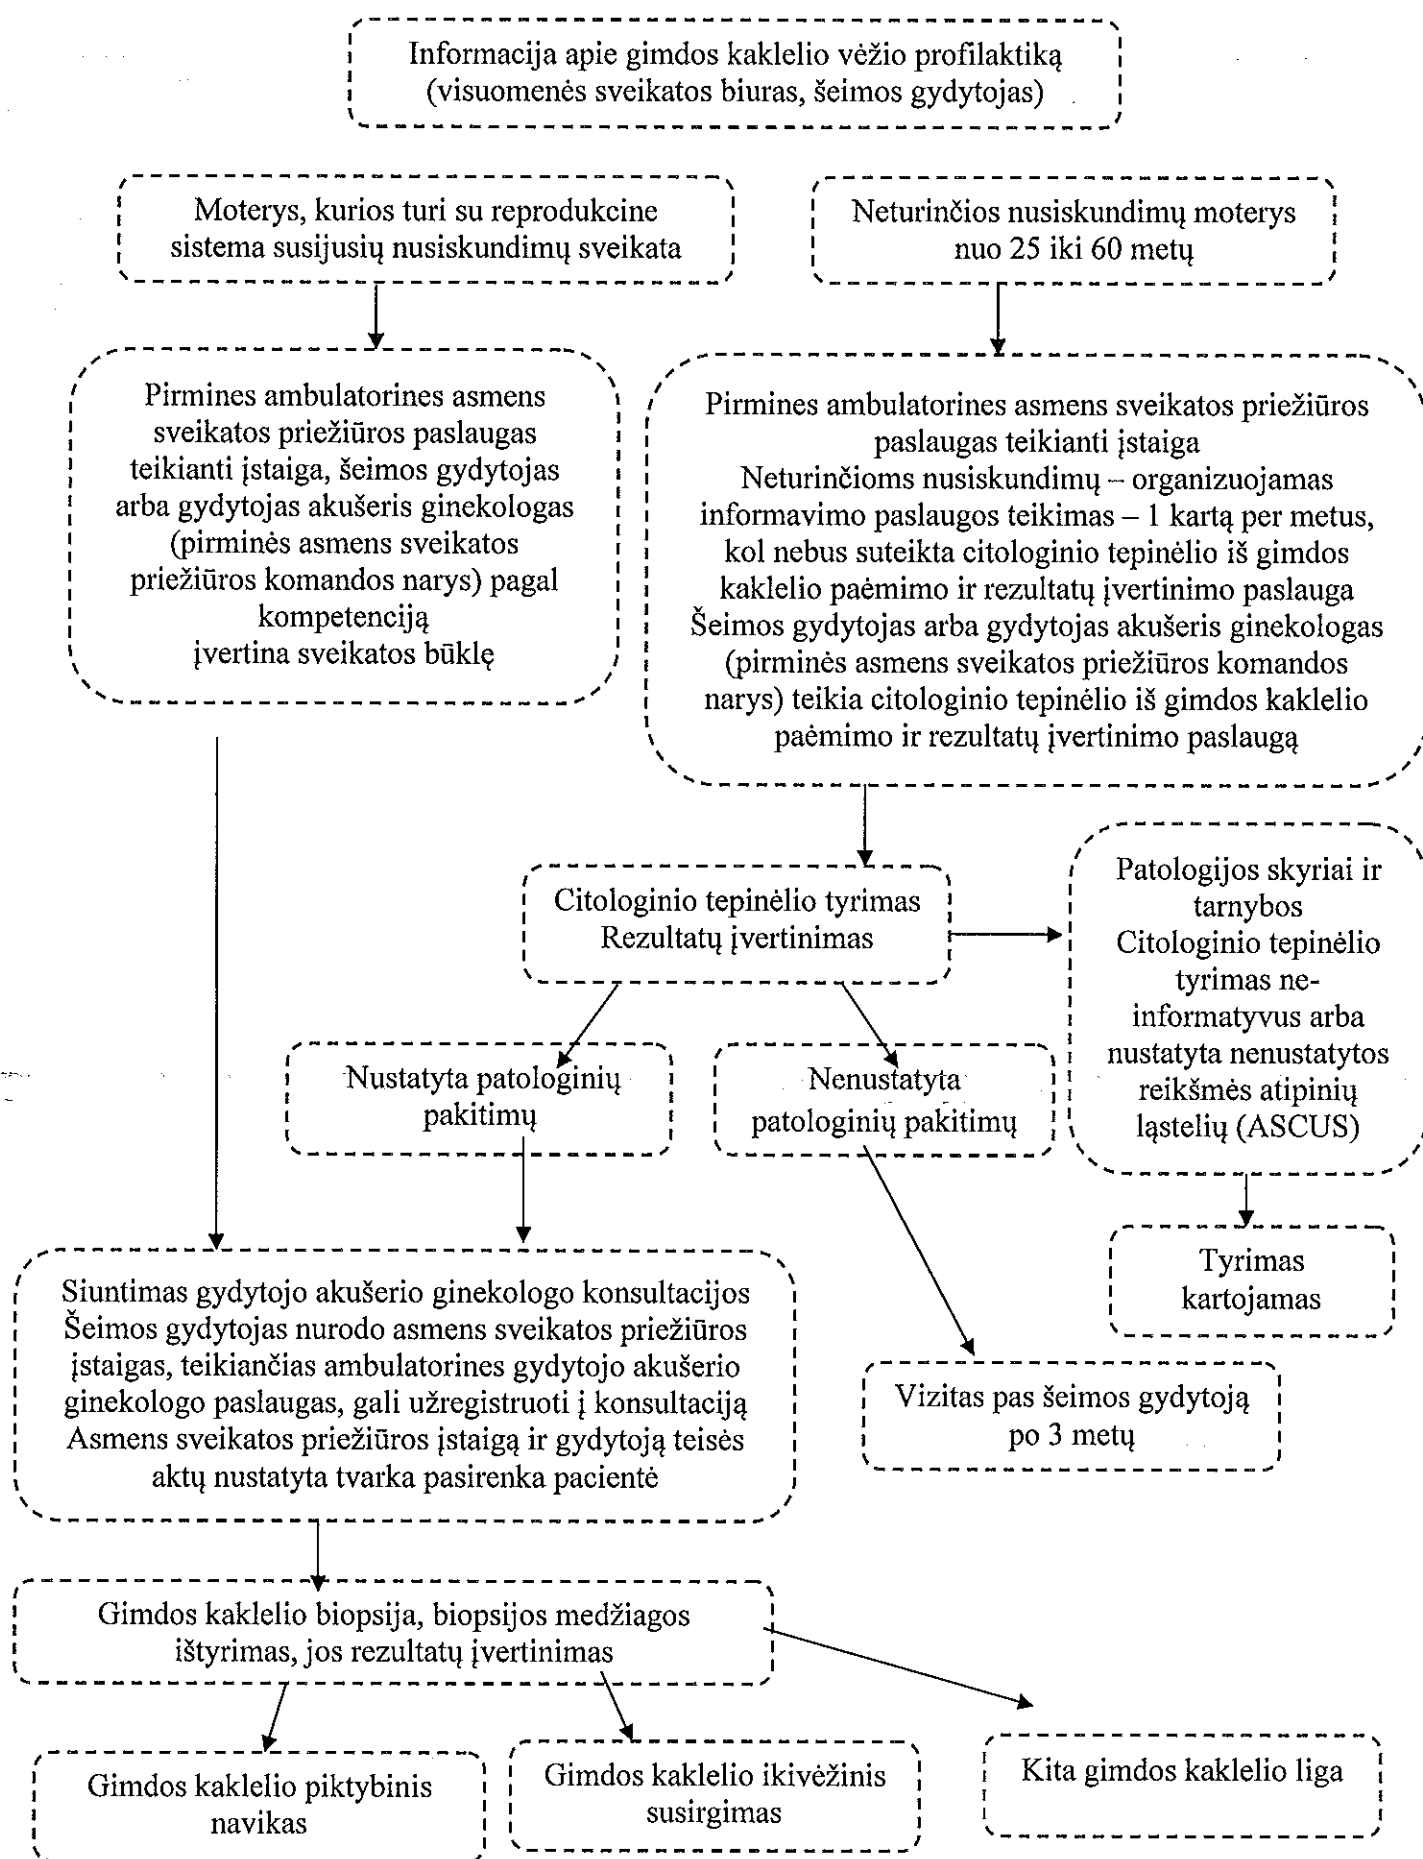 Informacija apie gimdos kaklelio vėžio profilaktiką
(visuomenės sveikatos biuras, šeimos gydytojas)
Moterys, kurios turi su reprodukcine
sistema susijusių nusiskundimų sveikata
Neturinčios nusiskundimų moterys
nuo 25 iki 60 metų
Pirmines ambulatorines asmens
sveikatos priežiūros paslaugas
teikianti įstaiga, šeimos gydytojas
arba gydytojas akušeris ginekologas
(pirminės asmens sveikatos
priežiūros komandos narys) pagal
kompetenciją
įvertina sveikatos būklę
Pirmines ambulatorines asmens sveikatos priežiūros
paslaugas teikianti įstaiga
Neturinčioms nusiskundimų – organizuojamas
informavimo paslaugos teikimas – 1 kartą per metus,
kol nebus suteikta citologinio tepinėlio iš gimdos
kaklelio paėmimo ir rezultatų įvertinimo paslauga
Šeimos gydytojas arba gydytojas akušeris ginekologas
(pirminės asmens sveikatos priežiūros komandos
narys) teikia citologinio tepinėlio iš gimdos kaklelio
paėmimo ir rezultatų įvertinimo paslaugą
Citologinio tepinėlio tyrimas
Rezultatų įvertinimas
Patologijos skyriai ir
tarnybos
Citologinio tepinėlio
tyrimas ne-
informatyvus arba
nustatyta nenustatytos
reikšmės atipinių
ląstelių (ASCUS)
Nustatyta patologinių
pakitimų
Nenustatyta
patologinių pakitimų
Tyrimas
kartojamas
Siuntimas gydytojo akušerio ginekologo konsultacijos
Šeimos gydytojas nurodo asmens sveikatos priežiūros
įstaigas, teikiančias ambulatorines gydytojo akušerio
ginekologo paslaugas, gali užregistruoti į konsultaciją
Asmens sveikatos priežiūros įstaigą ir gydytoją teisės
aktų nustatyta tvarka pasirenka pacientė
Vizitas pas šeimos gydytoją
po 3 metų
Gimdos kaklelio biopsija, biopsijos medžiagos
ištyrimas, jos rezultatų įvertinimas
Gimdos kaklelio piktybinis
navikas
Gimdos kaklelio ikivėžinis
susirgimas
Kita gimdos kaklelio liga